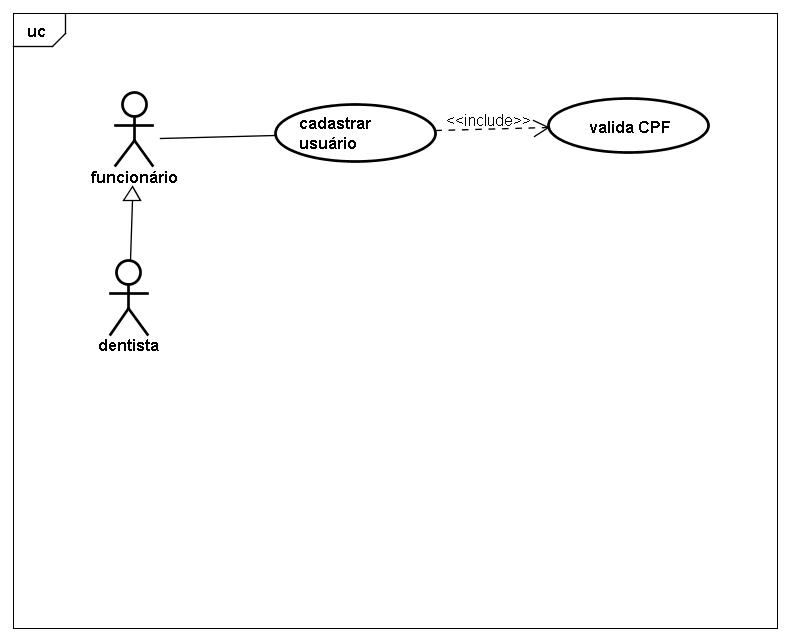 uc
cadastrar
usuário
<<include>>
valida CPF
funcionário
dentista